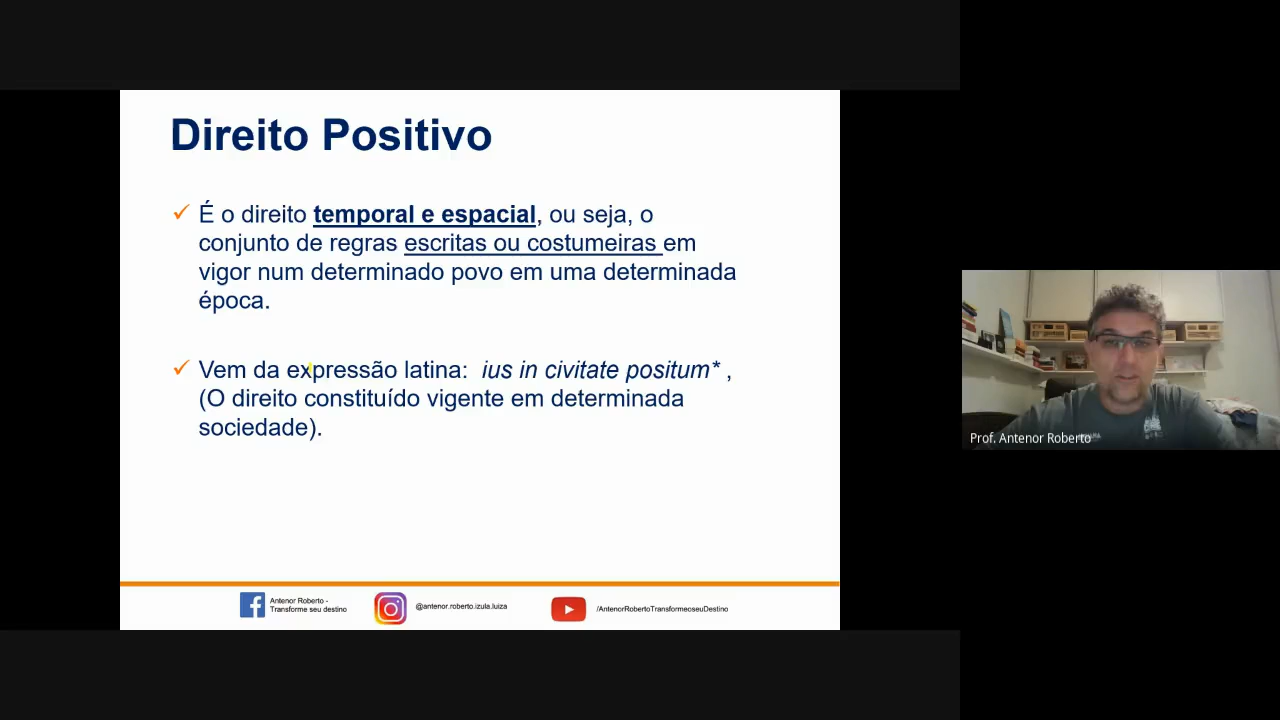 Direito Positivo
É o direito temporal e espacial, ou seja, o
conjunto de regras escritas ou costumeiras em
vigor num determinado povo em uma determinada
época.
Vem da expressão latina: ius in civitate positum* ,
(O direito constituído vigente em determinada
sociedade).
Antenor Roberto -
Transforme seu destino
@antenor.roberto.izula.luiza
/AntenorRobertoTransformeoseuDestino
Prof. Antenor Roberto